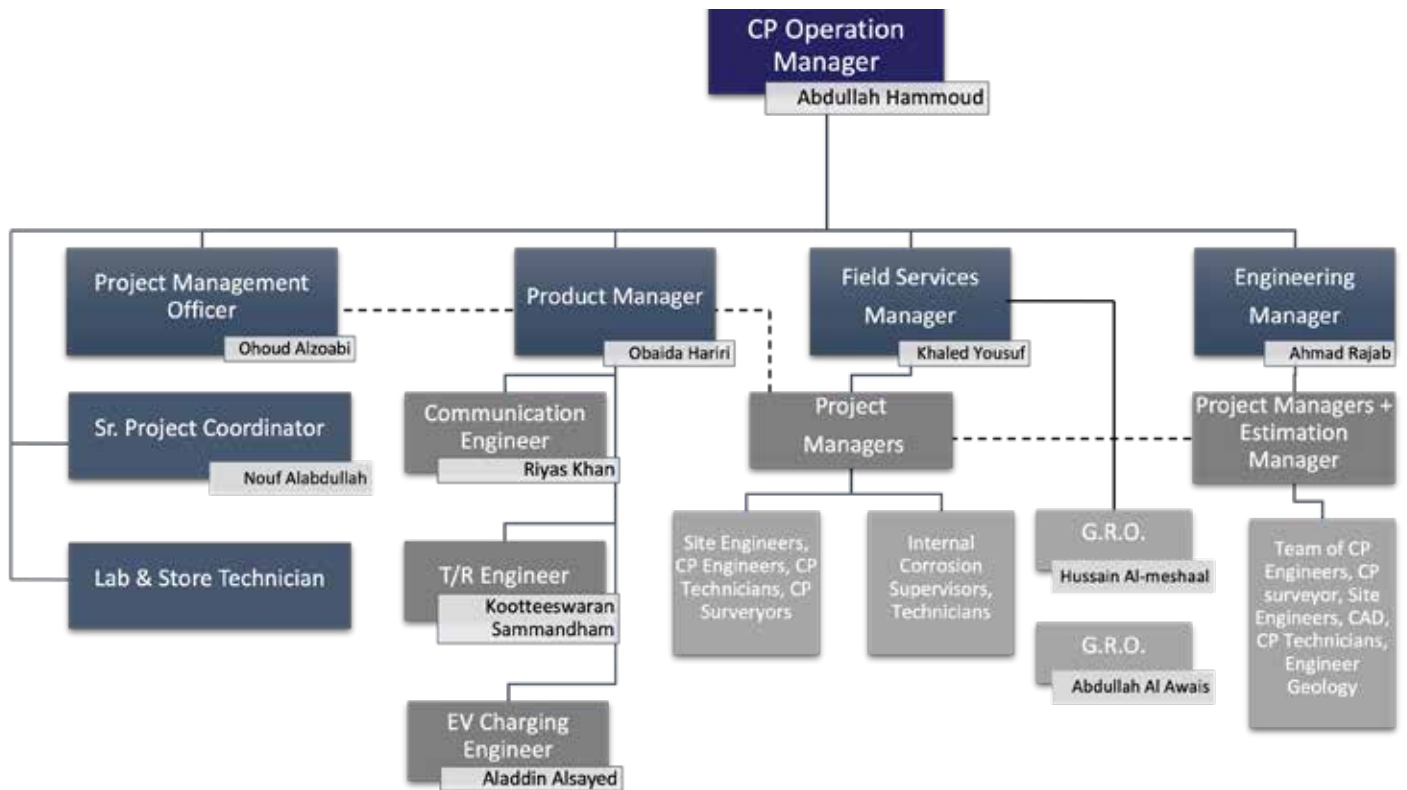 CP Operation
Manager
Abdullah Hammoud
Project Management
Officer
Ohoud Alzoabi
Product Manager
Obaida Hariri
Field Services
Manager
Khaled Yousuf
Engineering
Manager
Ahmad Rajab
Sr. Project Coordinator
Nouf Alabdullah
Communication
Engineer
Riyas Khan
Project
Managers
Project Managers +
Estimation
Manager
Lab & Store Technician
T/R Engineer
Kootteeswaran
Sammandham
Site Engineers,
CP Engineers, CP
Technicians, CP
Surveryors
Internal
Corrosion
Supervisors,
Technicians
G.R.O.
Hussain Al-meshaal
G.R.O.
Abdullah Al Awais
Team of CP
Engineers, CP
surveyor, Site
Engineers, CAD,
CP Technicians,
Engineer
Geology
EV Charging
Engineer
Aladdin Alsayed